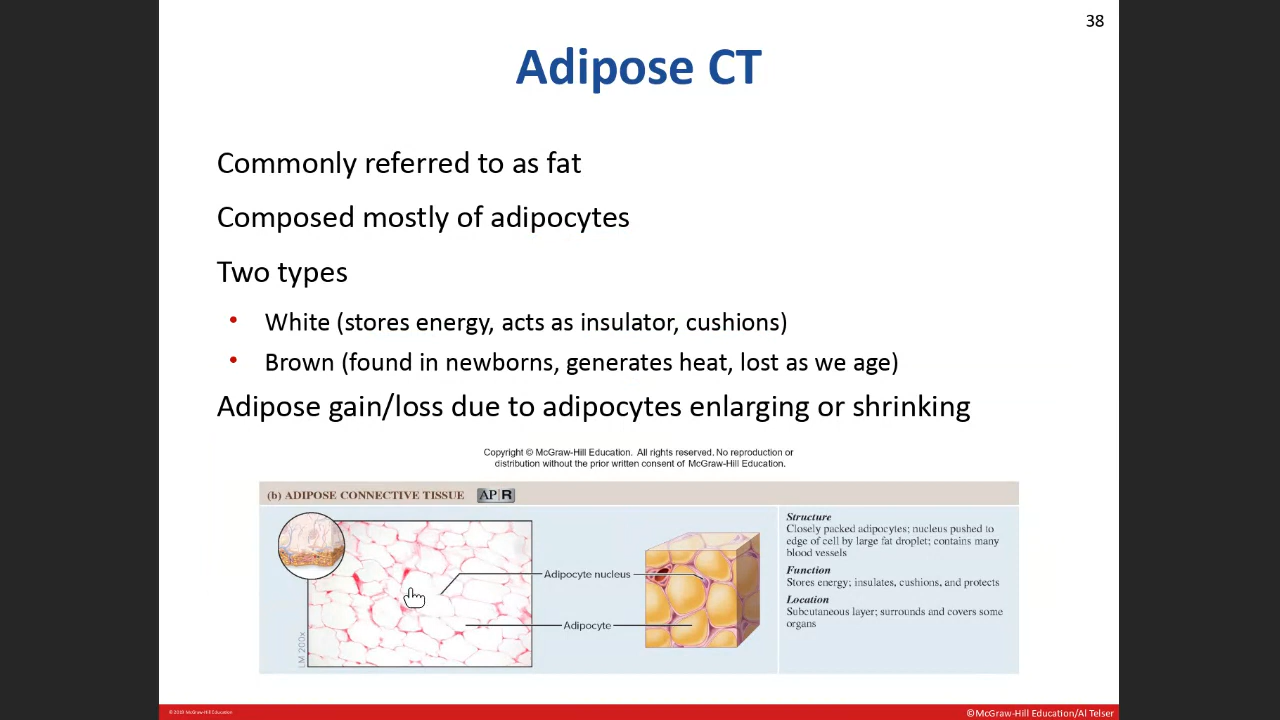 38
Adipose CT
Commonly referred to as fat
Composed mostly of adipocytes
Two types
• White (stores energy, acts as insulator, cushions)
• Brown (found in newborns, generates heat, lost as we age)
Adipose gain/loss due to adipocytes enlarging or shrinking
Copyright © McGraw-Hill Education. All rights reserved. No reproduction or
distribution without the prior written consent of McGraw-Hill Education.
(b) ADIPOSE CONNECTIVE TISSUE AP|R
LM 200x
Adipocyte nucleus
Adipocyte
Structure
Closely packed adipocytes; nucleus pushed to
edge of cell by large fat droplet; contains many
blood vessels
Function
Stores energy; insulates, cushions, and protects
Location
Subcutaneous layer; surrounds and covers some
organs
©McGraw-Hill Education/Al Telser